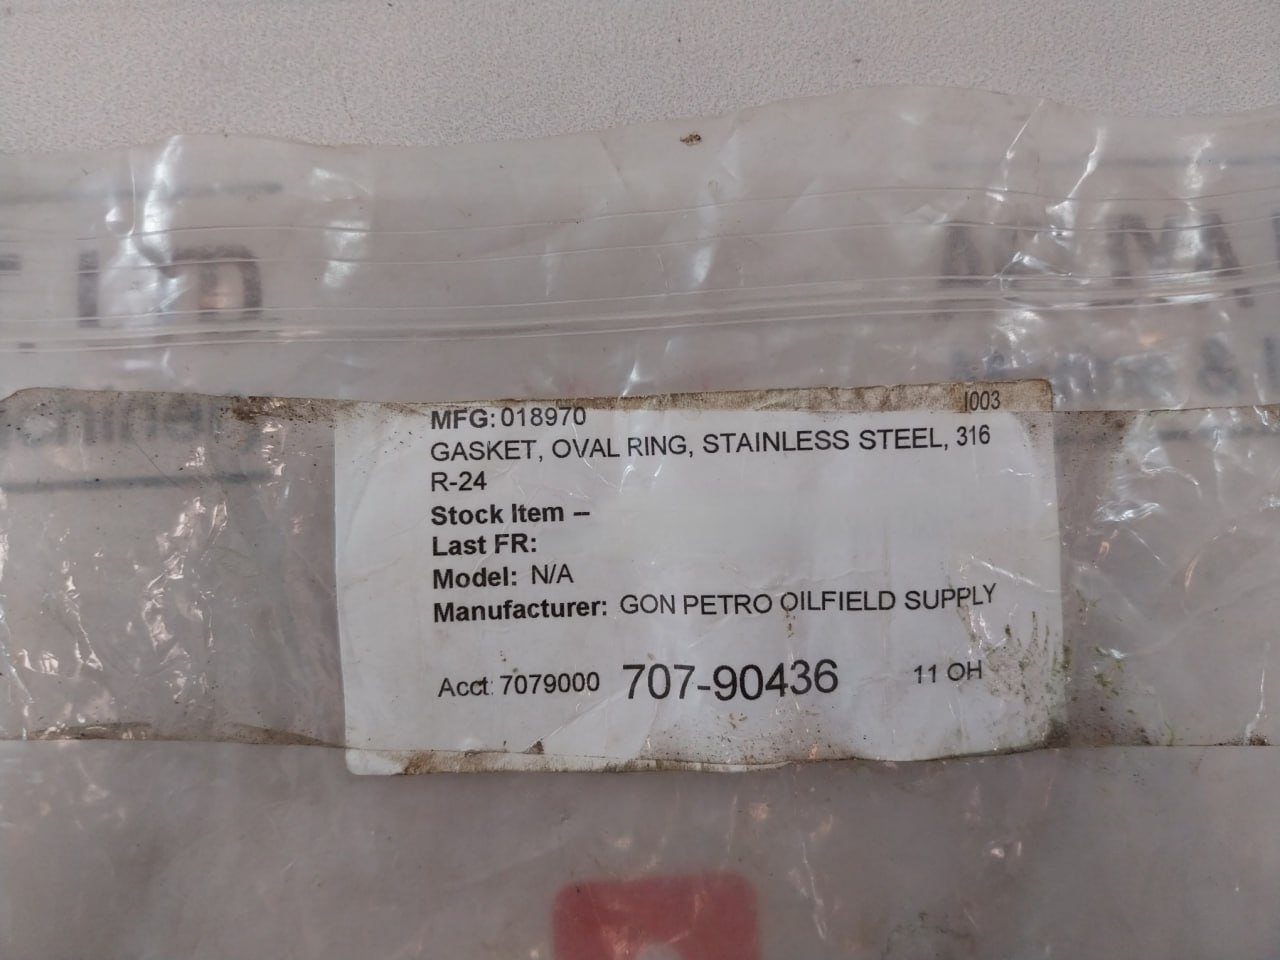 I003
MFG: 018970
GASKET, OVAL RING, STAINLESS STEEL, 316
R-24
Stock Item --
Last FR:
Model: N/A
Manufacturer: GON PETRO OILFIELD SUPPLY
Acct: 7079000 707-90436 11 OH